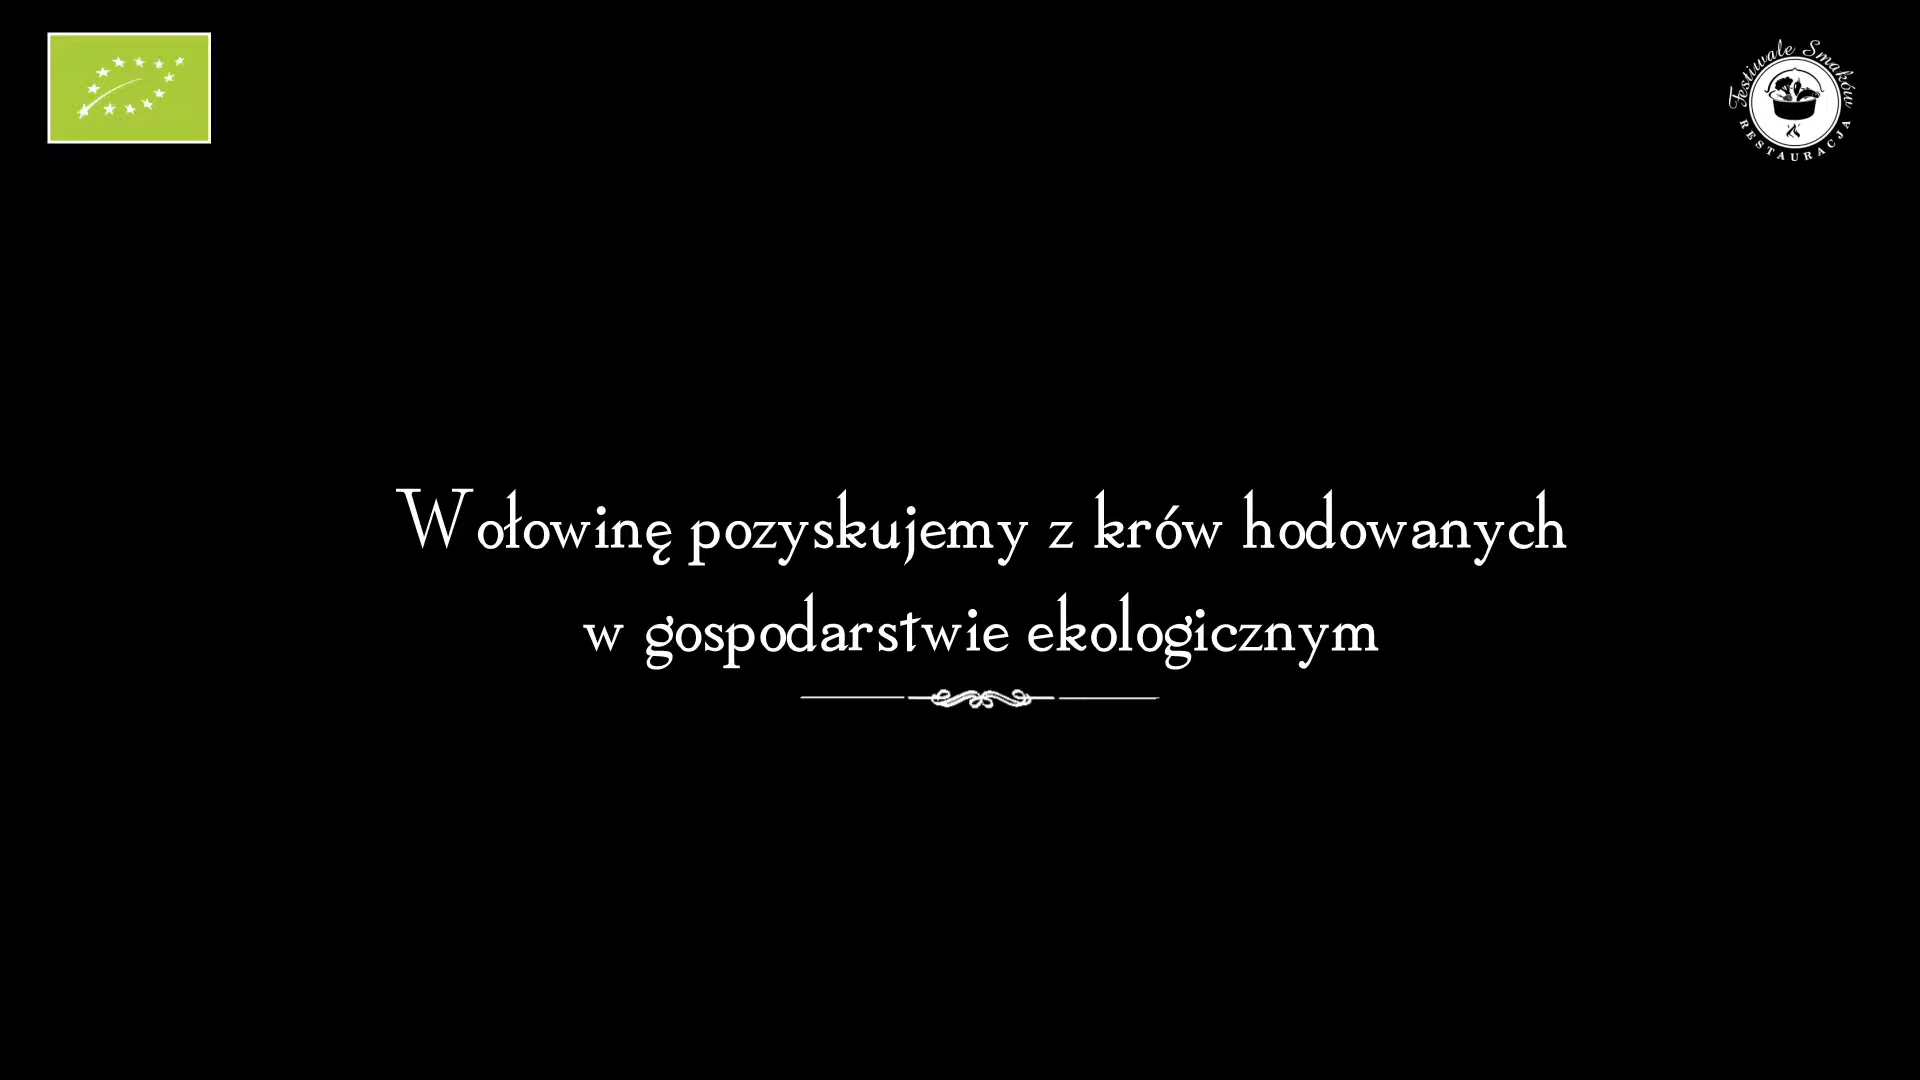 Festiwale Smaków
RESTAURACJA
Wołowinę pozyskujemy z krów hodowanych
w gospodarstwie ekologicznym